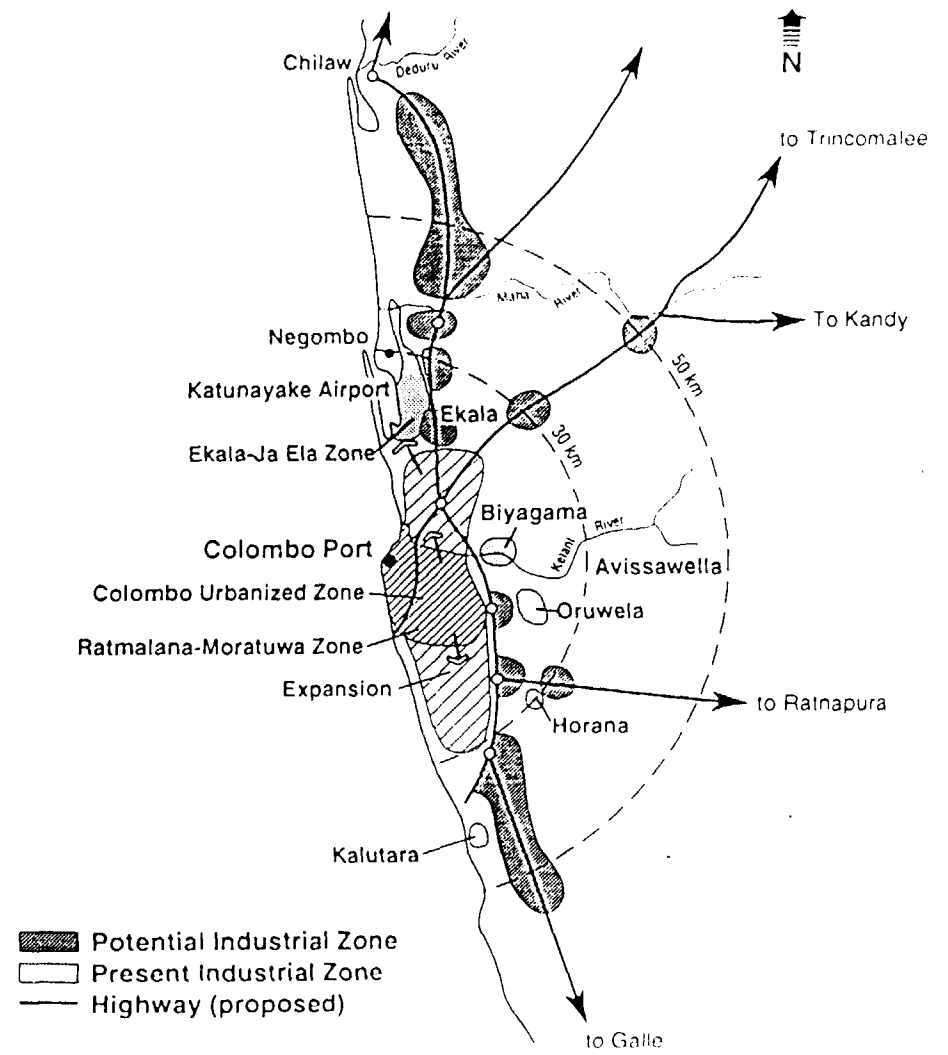 Chilaw
Deduru River
N
to Trincomalee
Maha River
To Kandy
Negombo
50 km
Katunayake Airport
Ekala
30 km
Ekala-Ja Ela Zone
Biyagama
Kelani River
Colombo Port
Avissawella
Colombo Urbanized Zone
Oruwela
Ratmalana-Moratuwa Zone
Expansion
to Ratnapura
Horana
Kalutara
Potential Industrial Zone
Present Industrial Zone
Highway (proposed)
to Galle